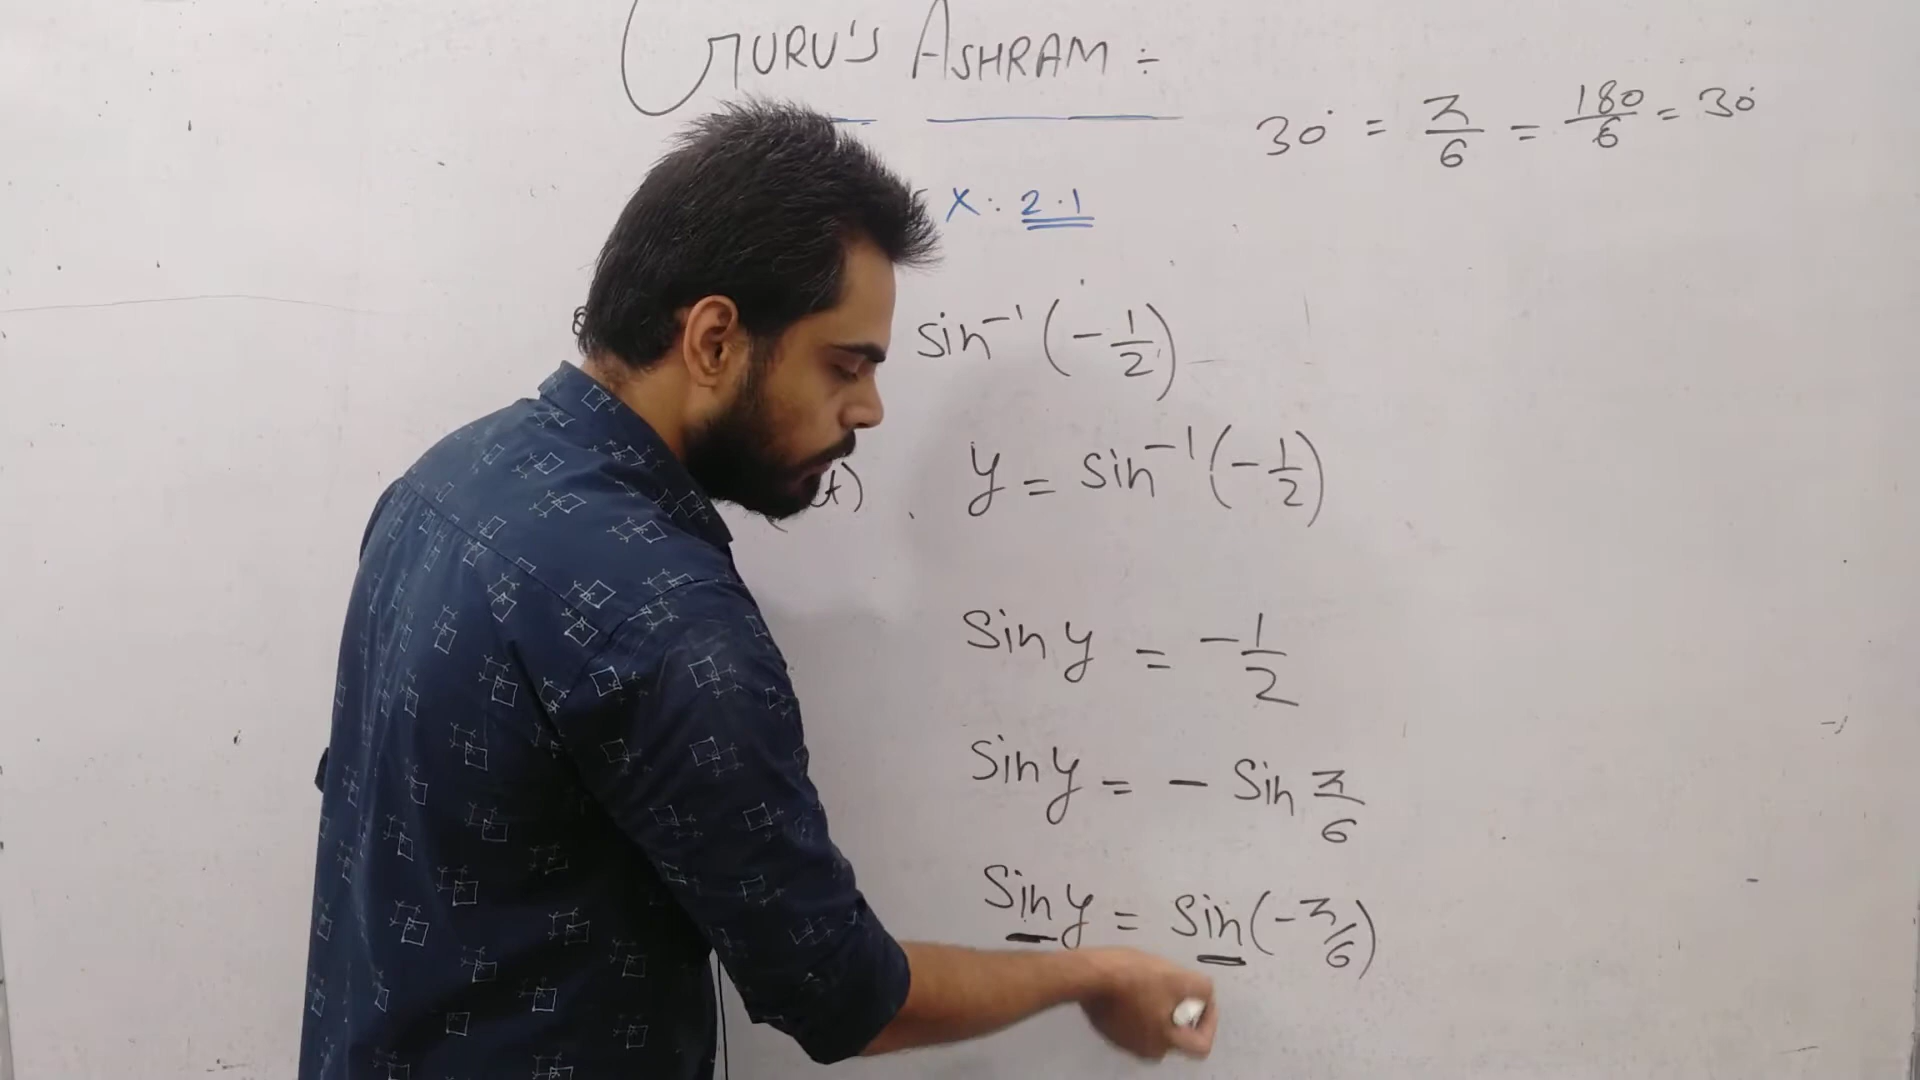 GURU'S ASHRAM :-
30° = π/6 = 180/6 = 30°
X : 2.1
sin⁻¹(-1/2)
y = sin⁻¹(-1/2)
Sin y = -1/2
Sin y = - Sin π/6
Sin y = Sin(-π/6)